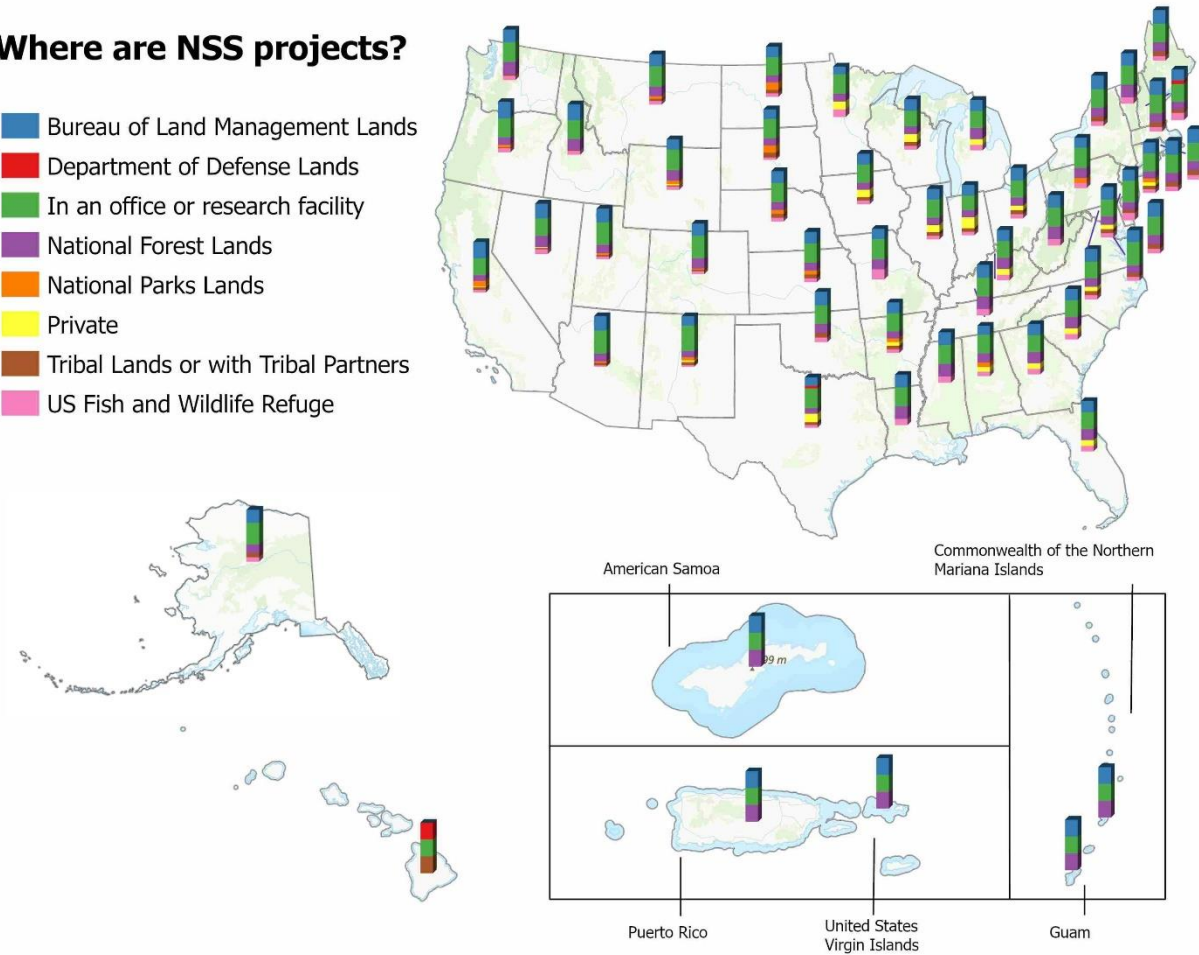 Where are NSS projects?
Bureau of Land Management Lands
Department of Defense Lands
In an office or research facility
National Forest Lands
National Parks Lands
Private
Tribal Lands or with Tribal Partners
US Fish and Wildlife Refuge
American Samoa
Commonwealth of the Northern
Mariana Islands
99 m
Puerto Rico
United States
Virgin Islands
Guam